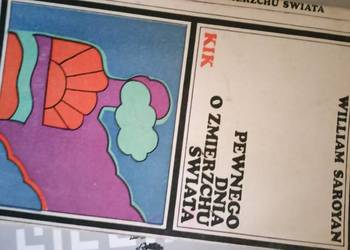 WILLIAM SAROYAN
PEWNEGO
DNIA
O ZMIERZCHU
ŚWIATA
KIK
ZMIERZCHU ŚWIATA